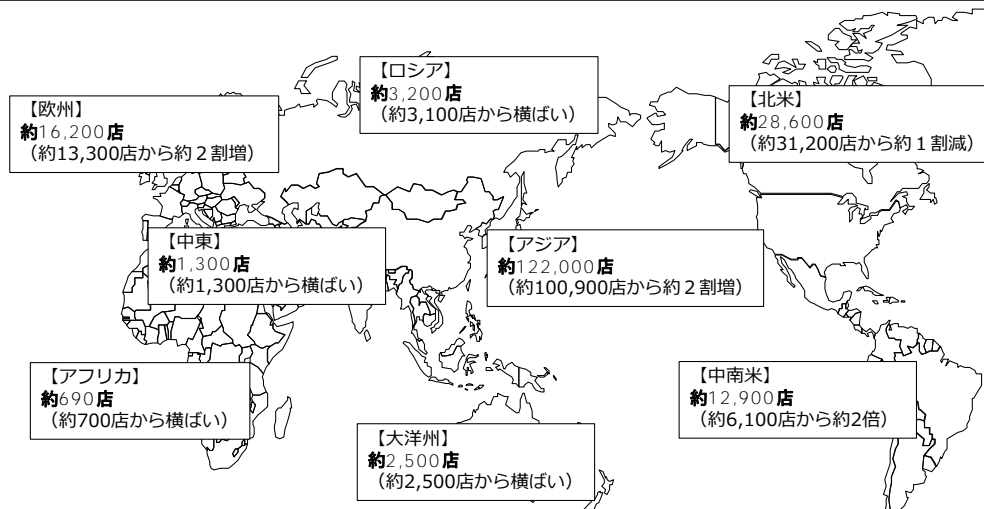 【ロシア】
約3,200店
（約3,100店から横ばい）
【欧州】
約16,200店
（約13,300店から約２割増）
【北米】
約28,600店
（約31,200店から約１割減）
【中東】
約1,300店
（約1,300店から横ばい）
【アジア】
約122,000店
（約100,900店から約２割増）
【アフリカ】
約690店
（約700店から横ばい）
【中南米】
約12,900店
（約6,100店から約2倍）
【大洋州】
約2,500店
（約2,500店から横ばい）